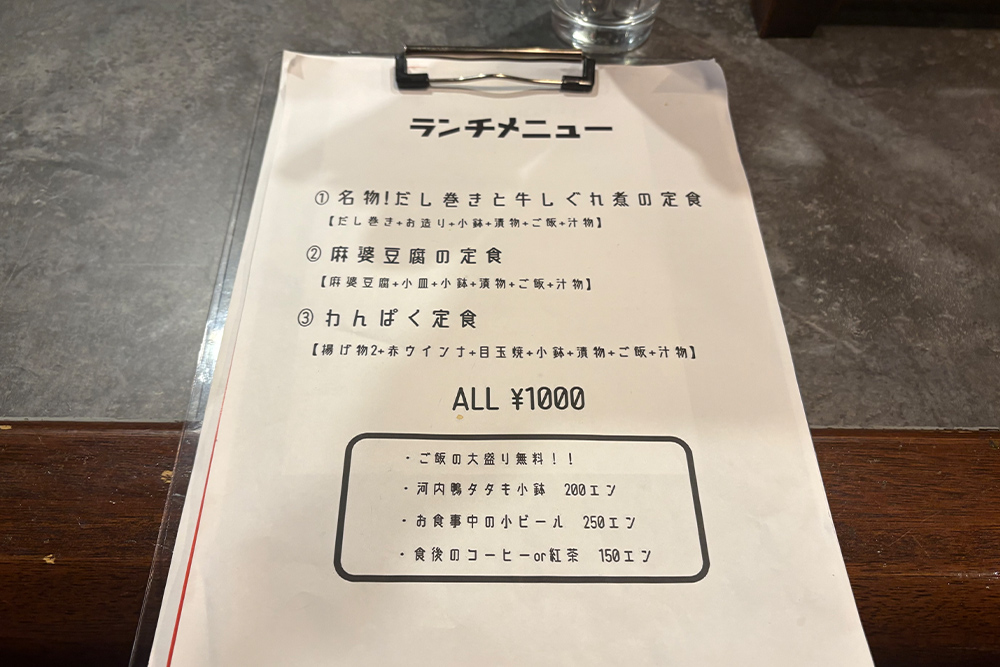 ランチメニュー
①名物!だし巻きと牛しぐれ煮の定食
【だし巻き+お造り+小鉢+漬物+ご飯+汁物】
②麻婆豆腐の定食
【麻婆豆腐+小皿+小鉢+漬物+ご飯+汁物】
③わんぱく定食
【揚げ物2+赤ウインナ+目玉焼+小鉢+漬物+ご飯+汁物】
ALL ¥1000
・ご飯の大盛り無料！！
・河内鴨タタキ小鉢 200エン
・お食事中の小ビール 250エン
・食後のコーヒーor紅茶 150エン